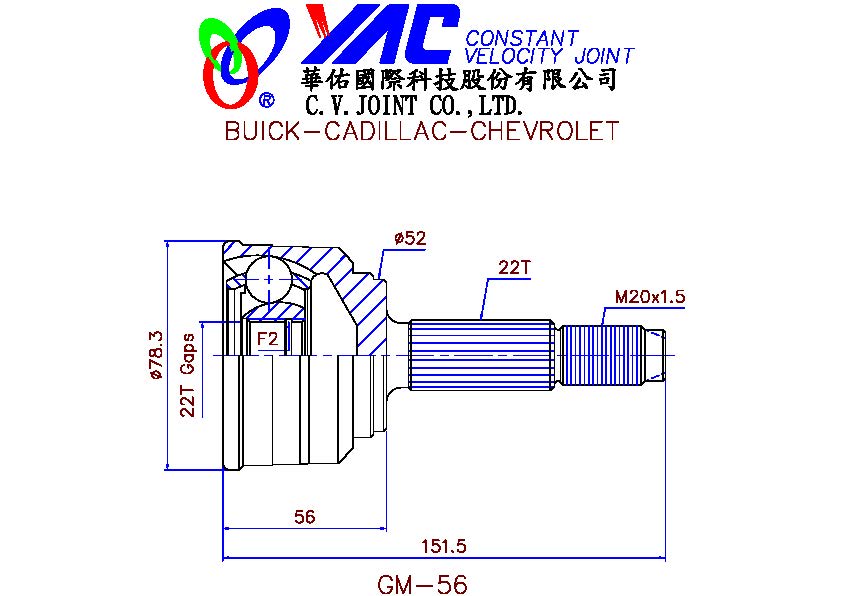 YAC CONSTANT
VELOCITY JOINT
華佑國際科技股份有限公司
®
C.V.JOINT CO.,LTD.
BUICK-CADILLAC-CHEVROLET
ø52
22T
M20x1.5
ø78.3
22T Gaps
F2
56
151.5
GM-56